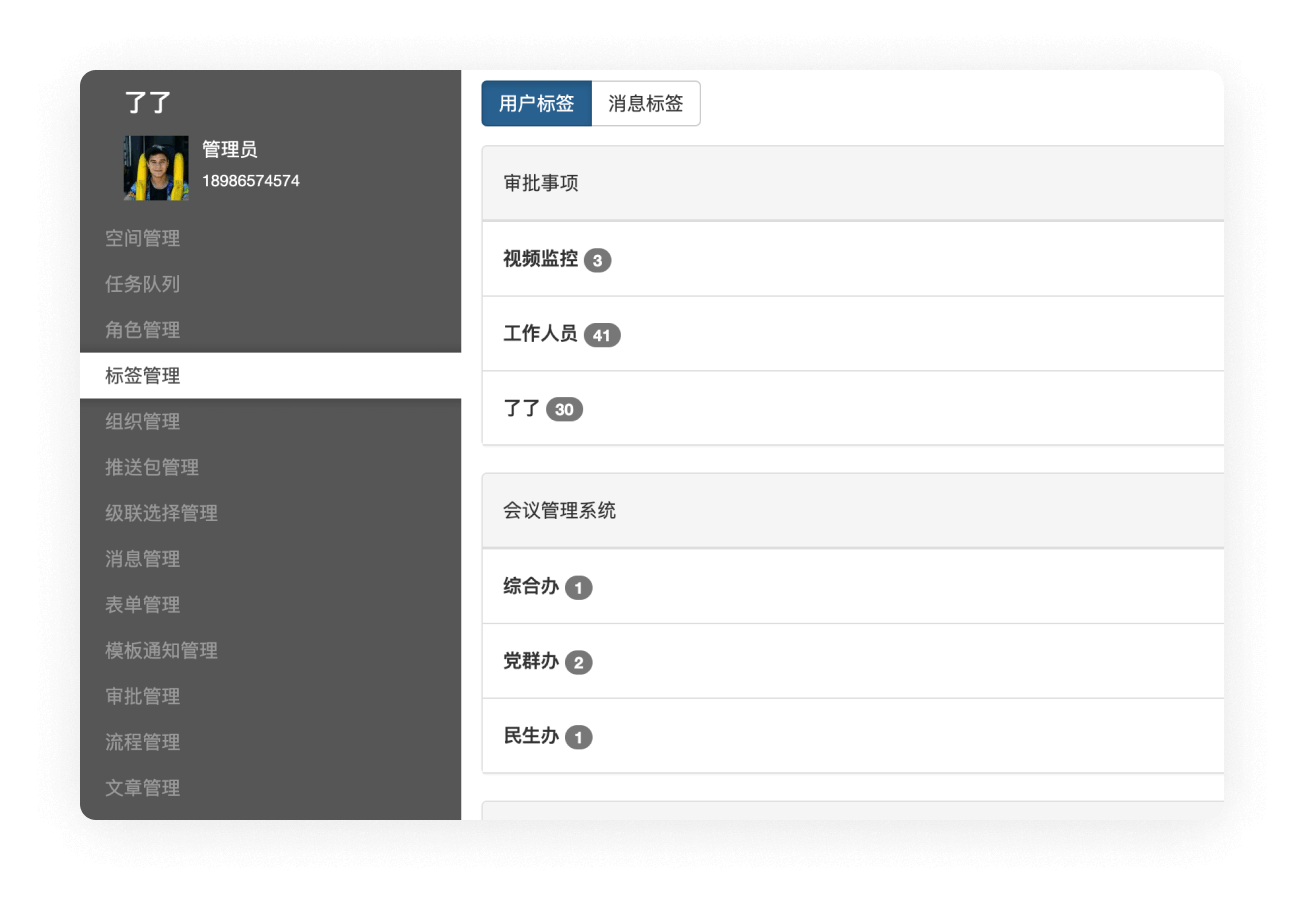 了了
管理员
18986574574
空间管理
任务队列
角色管理
标签管理
组织管理
推送包管理
级联选择管理
消息管理
表单管理
模板通知管理
审批管理
流程管理
文章管理
用户标签 消息标签
审批事项
视频监控 3
工作人员 41
了了 30
会议管理系统
综合办 1
党群办 2
民生办 1